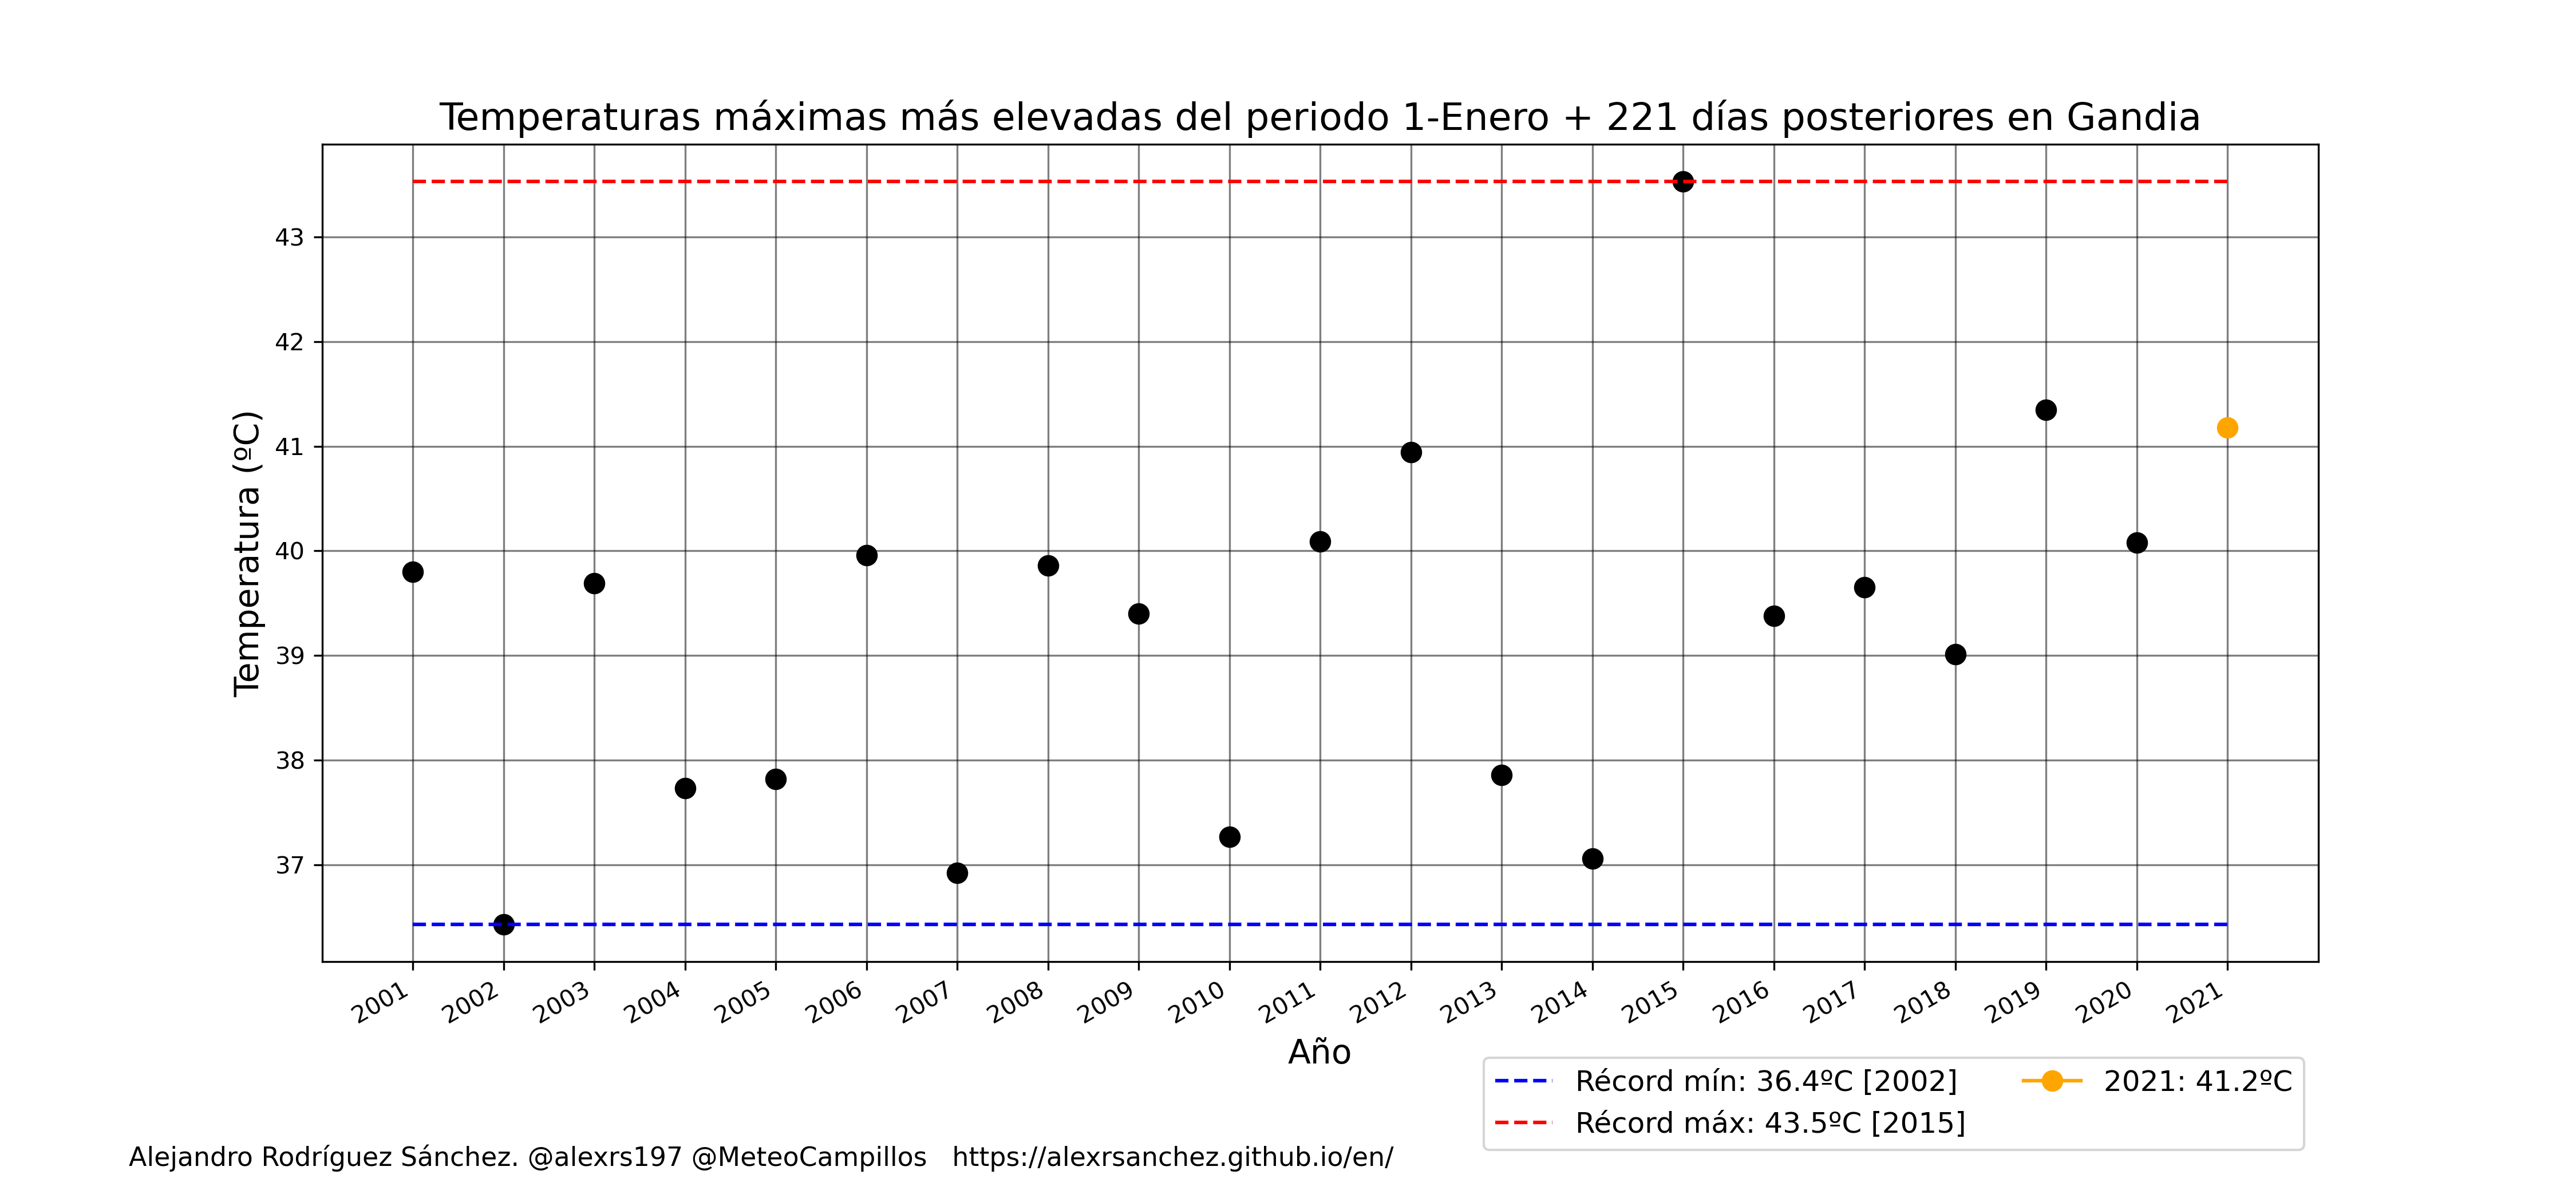 Temperaturas máximas más elevadas del periodo 1-Enero + 221 días posteriores en Gandia
Temperatura (ºC)
43
42
41
40
39
38
37
2001 2002 2003 2004 2005 2006 2007 2008 2009 2010 2011 2012 2013 2014 2015 2016 2017 2018 2019 2020 2021
Año
Récord mín: 36.4ºC [2002]
Récord máx: 43.5ºC [2015]
2021: 41.2ºC
Alejandro Rodríguez Sánchez. @alexrs197 @MeteoCampillos https://alexrsanchez.github.io/en/